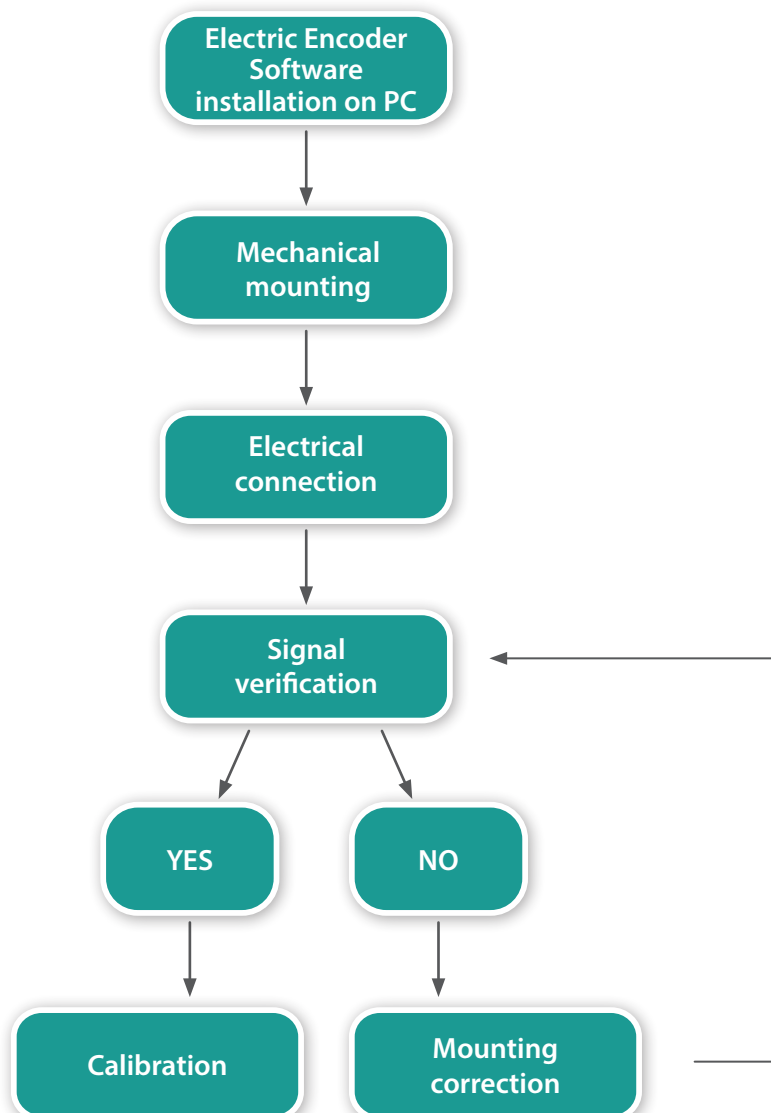 Electric Encoder
Software
installation on PC
Mechanical
mounting
Electrical
connection
Signal
verification
YES
NO
Calibration
Mounting
correction